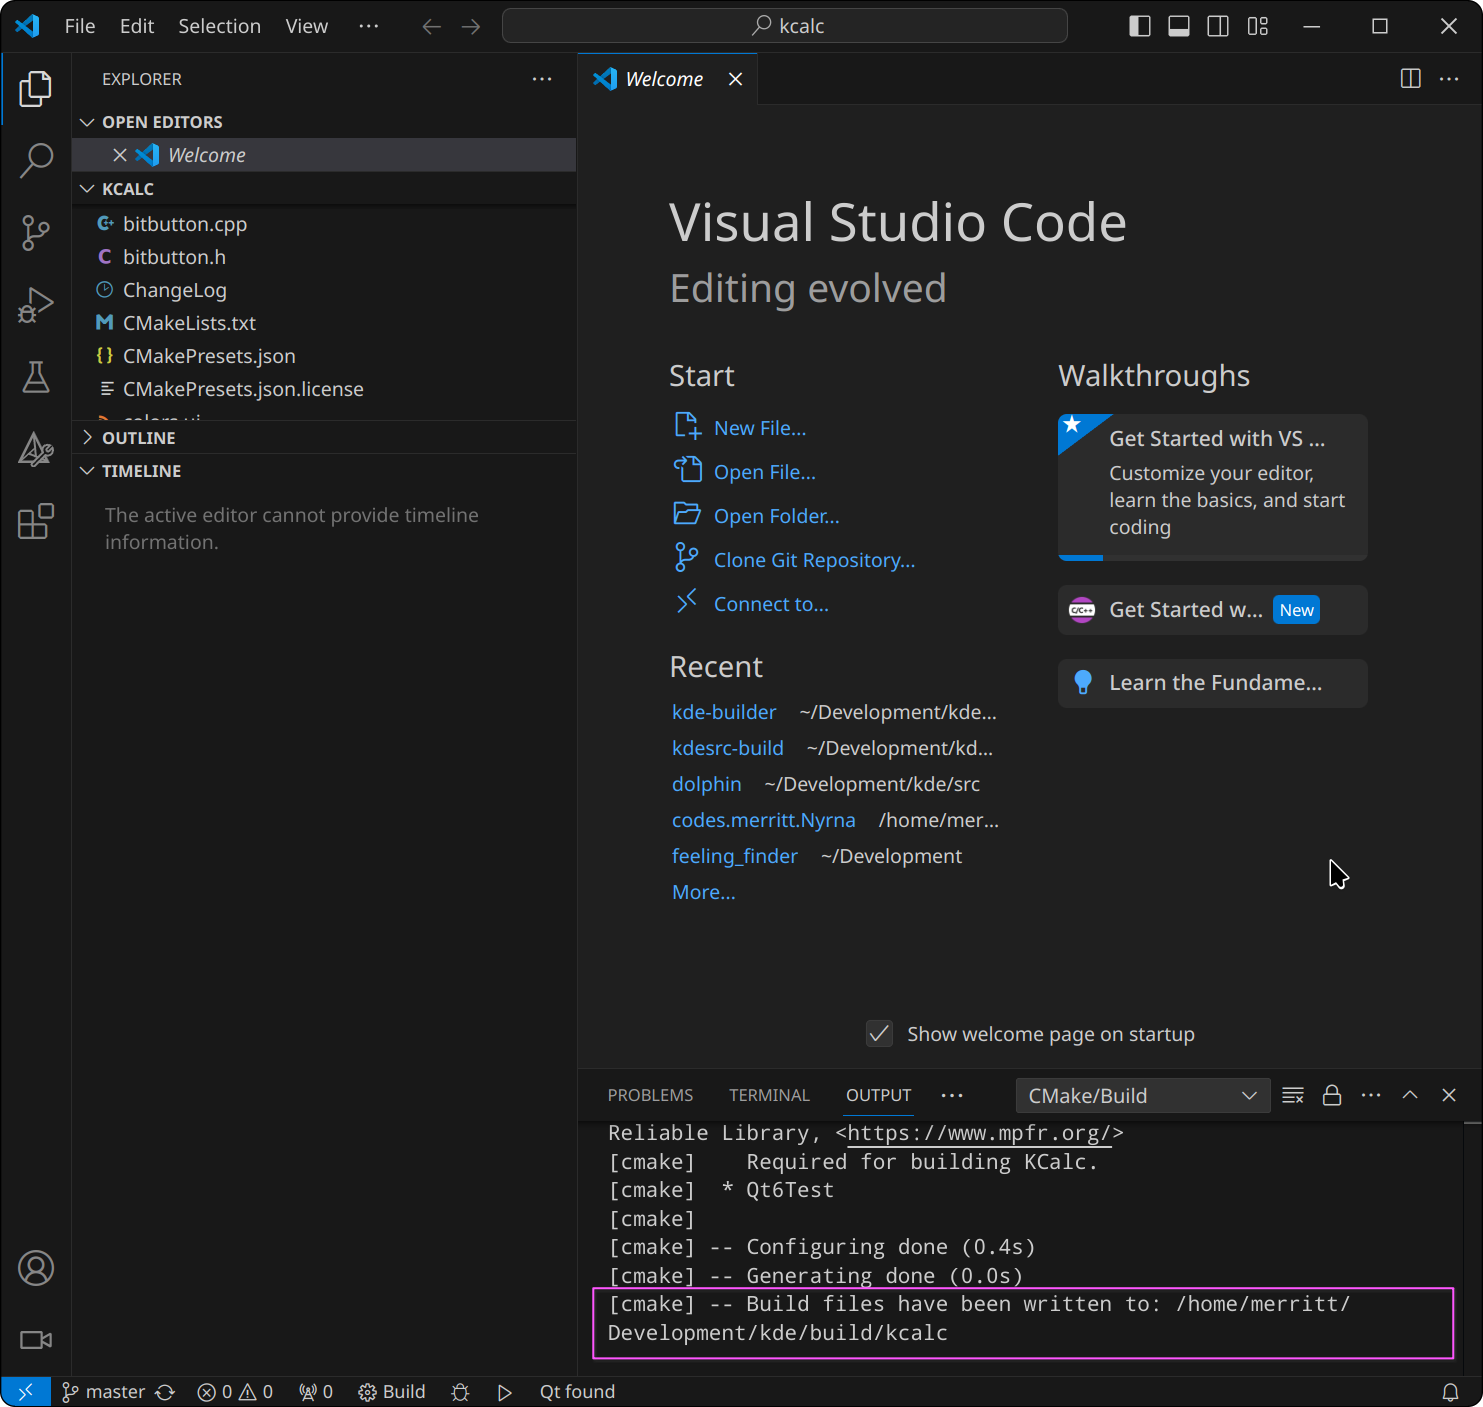 File Edit Selection View ··· kcalc
EXPLORER ···
OPEN EDITORS
Welcome
KCALC
bitbutton.cpp
bitbutton.h
ChangeLog
CMakeLists.txt
CMakePresets.json
CMakePresets.json.license
OUTLINE
TIMELINE
The active editor cannot provide timeline
information.
Welcome
Visual Studio Code
Editing evolved
Start
New File...
Open File...
Open Folder...
Clone Git Repository...
Connect to...
Recent
kde-builder ~/Development/kde...
kdesrc-build ~/Development/kd...
dolphin ~/Development/kde/src
codes.merritt.Nyrna /home/mer...
feeling_finder ~/Development
More...
Walkthroughs
Get Started with VS ...
Customize your editor,
learn the basics, and start
coding
C/C++ Get Started w... New
Learn the Fundame...
Show welcome page on startup
PROBLEMS TERMINAL OUTPUT ··· CMake/Build
Reliable Library, <https://www.mpfr.org/>
[cmake]    Required for building KCalc.
[cmake]  * Qt6Test
[cmake]
[cmake] -- Configuring done (0.4s)
[cmake] -- Generating done (0.0s)
[cmake] -- Build files have been written to: /home/merritt/
Development/kde/build/kcalc
master 0 0 0 Build Qt found